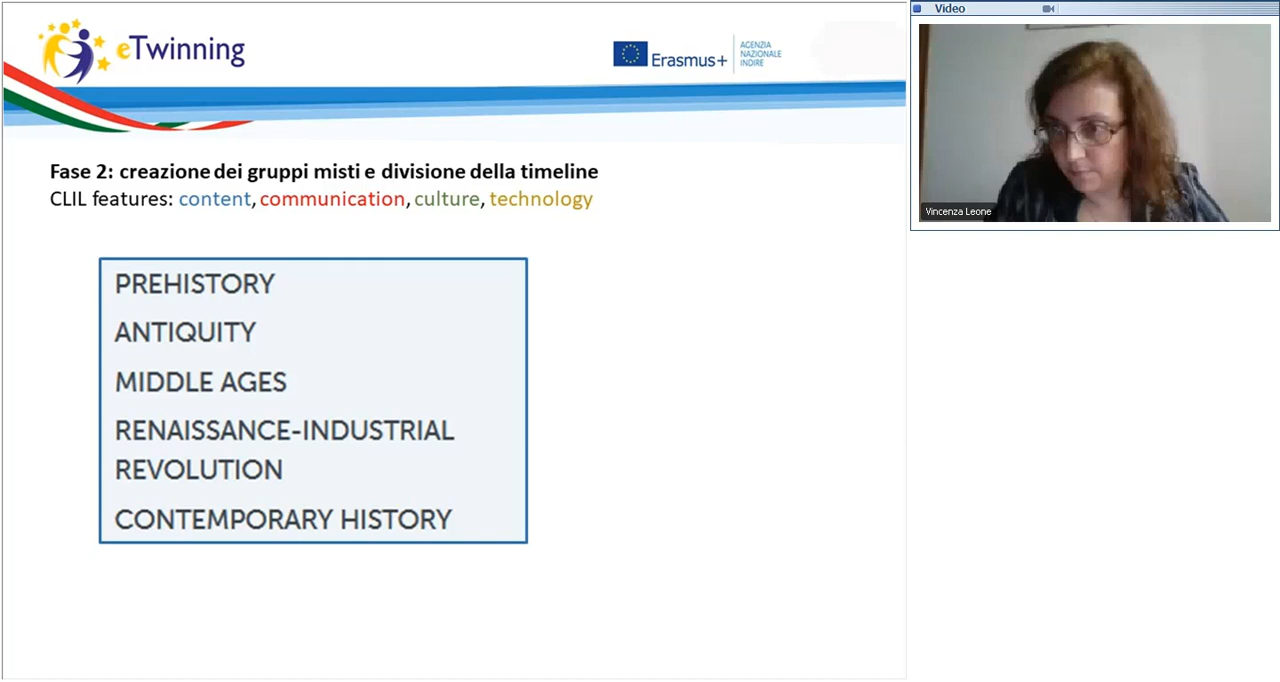 eTwinning
Erasmus+
AGENZIA
NAZIONALE
INDIRE
Fase 2: creazione dei gruppi misti e divisione della timeline
CLIL features: content, communication, culture, technology
PREHISTORY
ANTIQUITY
MIDDLE AGES
RENAISSANCE-INDUSTRIAL
REVOLUTION
CONTEMPORARY HISTORY
Video
Vincenza Leone